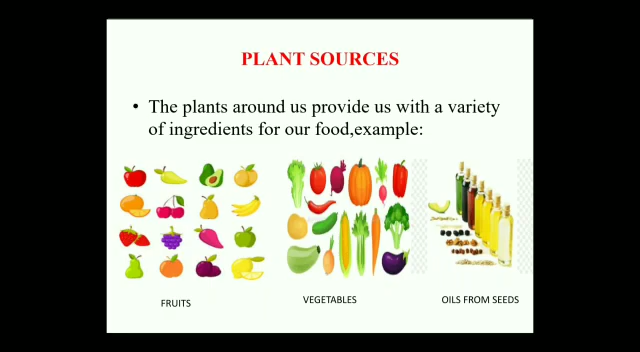 PLANT SOURCES
• The plants around us provide us with a variety
of ingredients for our food,example:
FRUITS
VEGETABLES
OILS FROM SEEDS